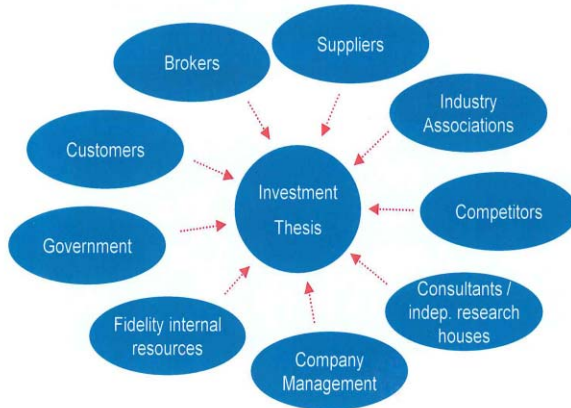 Suppliers
Brokers
Industry
Associations
Customers
Investment
Thesis
Competitors
Government
Consultants /
indep. research
houses
Fidelity internal
resources
Company
Management